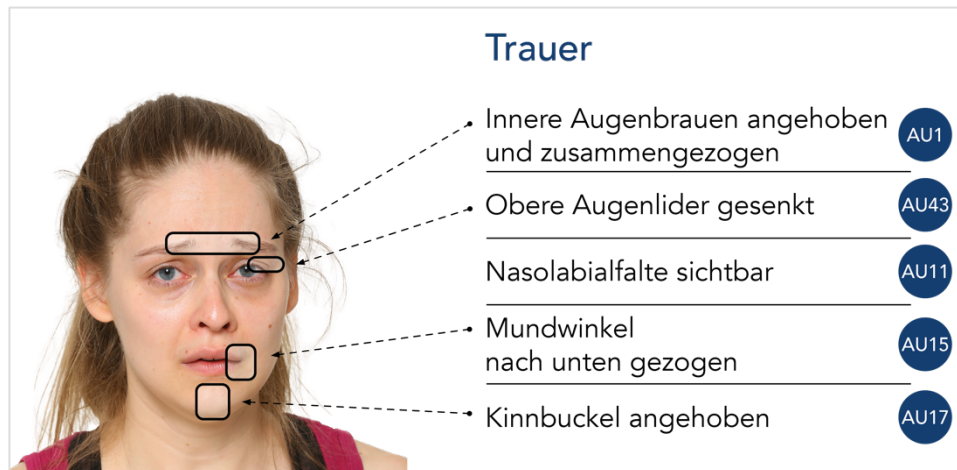 Trauer
Innere Augenbrauen angehoben
und zusammengezogen
AU1
Obere Augenlider gesenkt
AU43
Nasolabialfalte sichtbar
AU11
Mundwinkel
nach unten gezogen
AU15
Kinnbuckel angehoben
AU17